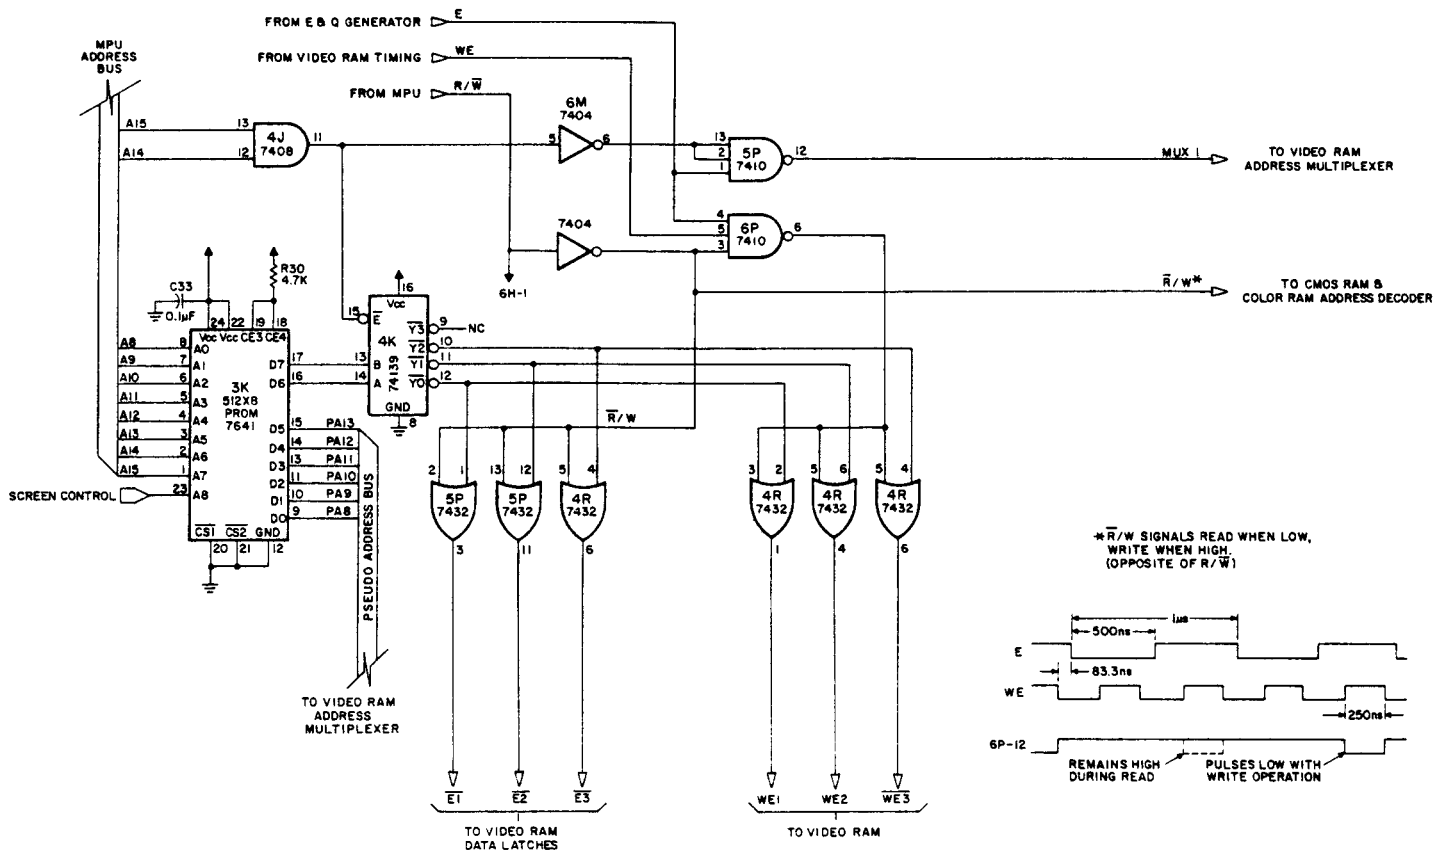 FROM E & Q GENERATOR
E
FROM VIDEO RAM TIMING
WE
FROM MPU
R/W̅
MPU
ADDRESS
BUS
A15
13
A14
12
4J
7408
11
6M
7404
5
6
13
2
1
5P
7410
12
MUX 1
TO VIDEO RAM
ADDRESS MULTIPLEXER
7404
6H-1
4
5
3
6P
7410
6
R̅/W*
TO CMOS RAM &
COLOR RAM ADDRESS DECODER
C33
0.1µF
R30
4.7K
24
22
19
18
Vcc
Vcc
CE3
CE4
A8
8
A0
A9
7
A1
A10
6
A2
A11
5
A3
A12
4
A4
A13
3
A5
A14
2
A6
A15
1
A7
SCREEN CONTROL
23
A8
3K
512X8
PROM
7641
D7
17
D6
16
D5
15
PA13
D4
14
PA12
D3
13
PA11
D2
11
PA10
D1
10
PA9
D0
9
PA8
C̅S̅1̅
C̅S̅2̅
GND
20
21
12
PSEUDO ADDRESS BUS
TO VIDEO RAM
ADDRESS
MULTIPLEXER
16
Vcc
15
E̅
4K
74139
13
B
14
A
GND
8
Y̅3̅
9
NC
Y̅2̅
10
Y̅1̅
11
Y̅0̅
12
R̅/W
2
1
5P
7432
3
13
12
5P
7432
11
5
4
4R
7432
6
3
2
4R
7432
1
5
6
4R
7432
4
5
4
4R
7432
6
E̅1̅
E̅2̅
E̅3̅
TO VIDEO RAM
DATA LATCHES
WE1
WE2
W̅E̅3̅
TO VIDEO RAM
*R̅/W SIGNALS READ WHEN LOW,
WRITE WHEN HIGH.
(OPPOSITE OF R/W̅)
1µs
500ns
E
83.3ns
WE
250ns
6P-12
REMAINS HIGH
DURING READ
PULSES LOW WITH
WRITE OPERATION